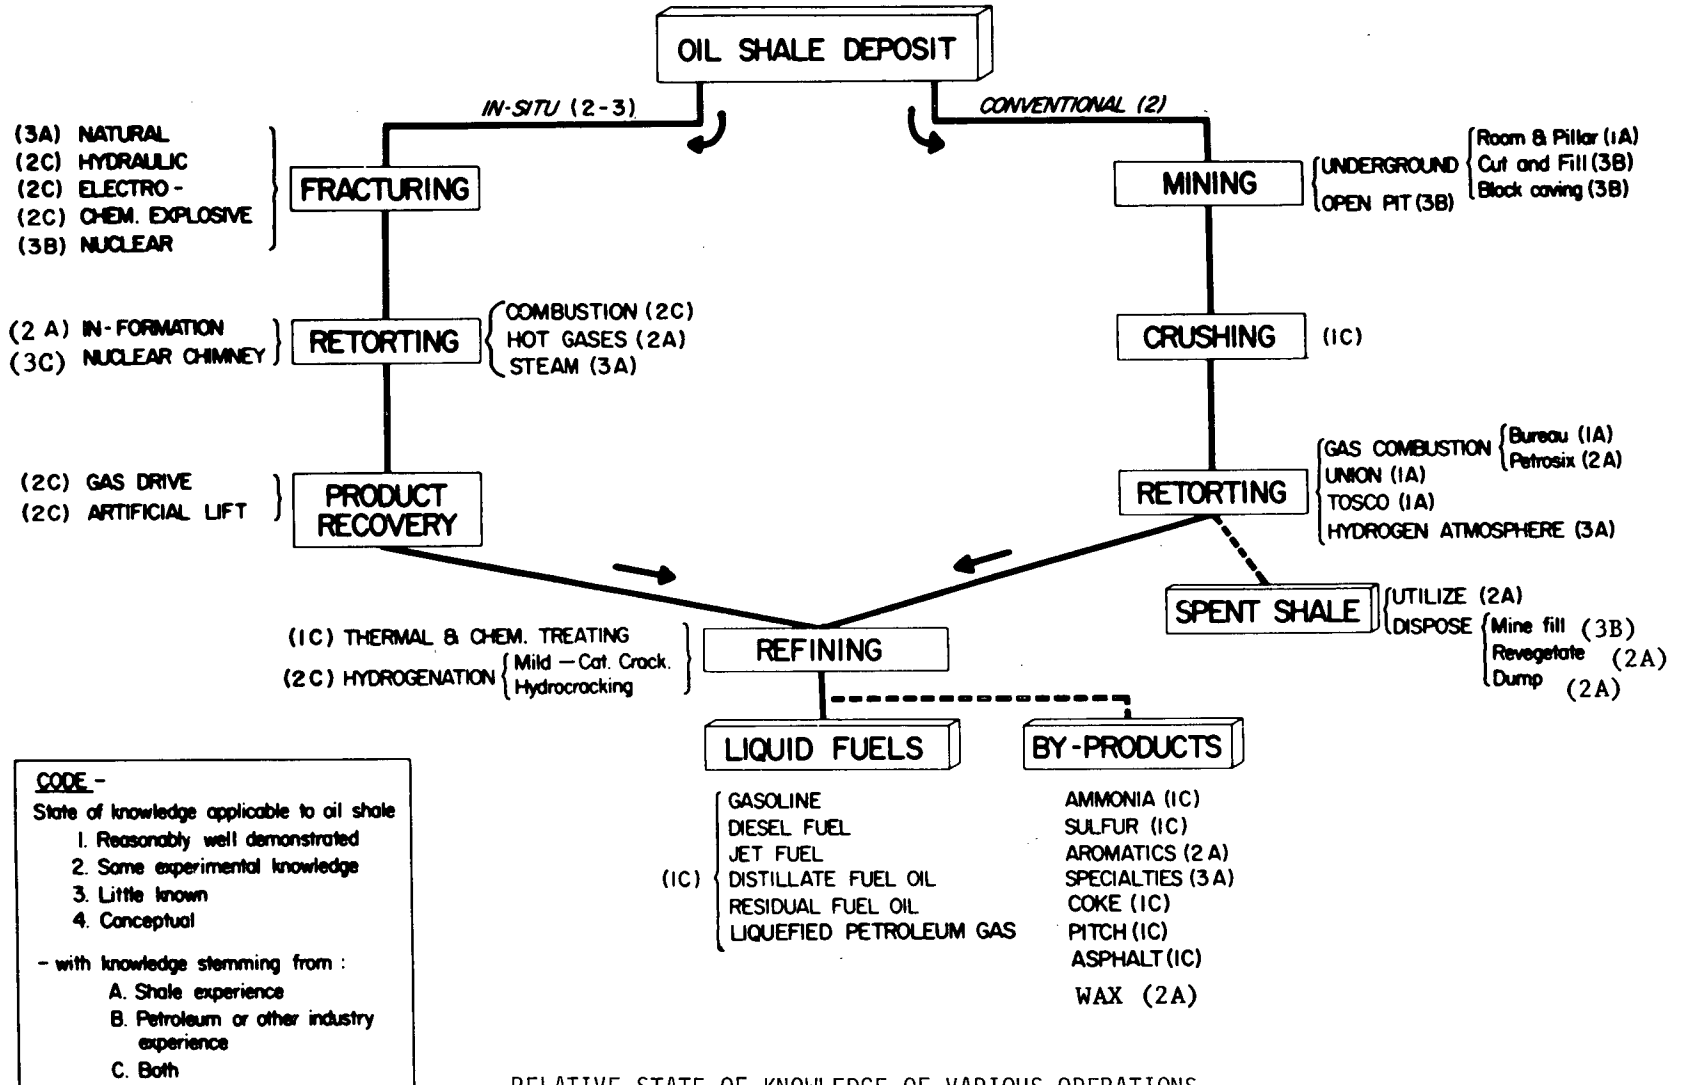 OIL SHALE DEPOSIT
IN-SITU (2-3)
CONVENTIONAL (2)
(3A) NATURAL
(2C) HYDRAULIC
(2C) ELECTRO-
(2C) CHEM. EXPLOSIVE
(3B) NUCLEAR
FRACTURING
MINING
UNDERGROUND
Room & Pillar (1A)
Cut and Fill (3B)
Block caving (3B)
OPEN PIT (3B)
(2A) IN-FORMATION
(3C) NUCLEAR CHIMNEY
RETORTING
COMBUSTION (2C)
HOT GASES (2A)
STEAM (3A)
CRUSHING
(1C)
(2C) GAS DRIVE
(2C) ARTIFICIAL LIFT
PRODUCT
RECOVERY
RETORTING
GAS COMBUSTION
Bureau (1A)
Petrosix (2A)
UNION (1A)
TOSCO (1A)
HYDROGEN ATMOSPHERE (3A)
SPENT SHALE
UTILIZE (2A)
DISPOSE
Mine fill (3B)
Revegetate (2A)
Dump (2A)
(1C) THERMAL & CHEM. TREATING
(2C) HYDROGENATION
Mild - Cat. Crack.
Hydrocracking
REFINING
LIQUID FUELS
BY-PRODUCTS
(1C)
GASOLINE
DIESEL FUEL
JET FUEL
DISTILLATE FUEL OIL
RESIDUAL FUEL OIL
LIQUEFIED PETROLEUM GAS
AMMONIA (1C)
SULFUR (1C)
AROMATICS (2A)
SPECIALTIES (3A)
COKE (1C)
PITCH (1C)
ASPHALT (1C)
WAX (2A)
CODE -
State of knowledge applicable to oil shale
1. Reasonably well demonstrated
2. Some experimental knowledge
3. Little known
4. Conceptual
- with knowledge stemming from :
A. Shale experience
B. Petroleum or other industry
experience
C. Both
RELATIVE STATE OF KNOWLEDGE OF VARIOUS OPERATIONS